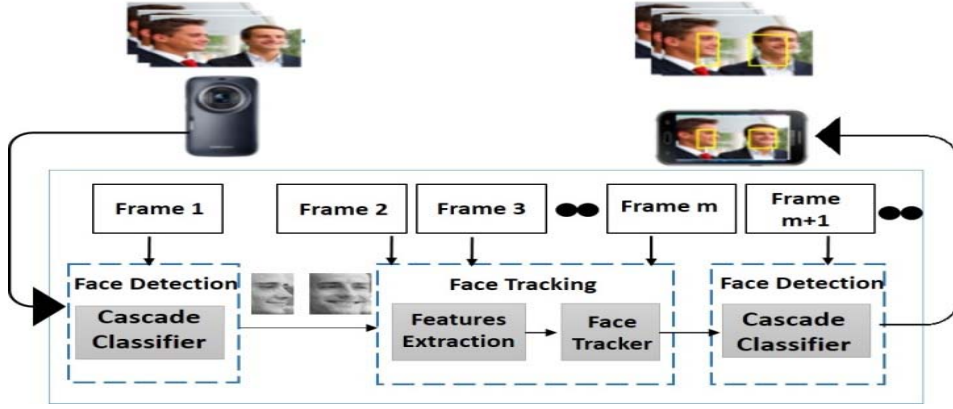 Frame 1
Frame 2
Frame 3
Frame m
Frame
m+1
Face Detection
Cascade
Classifier
Face Tracking
Features
Extraction
Face
Tracker
Face Detection
Cascade
Classifier